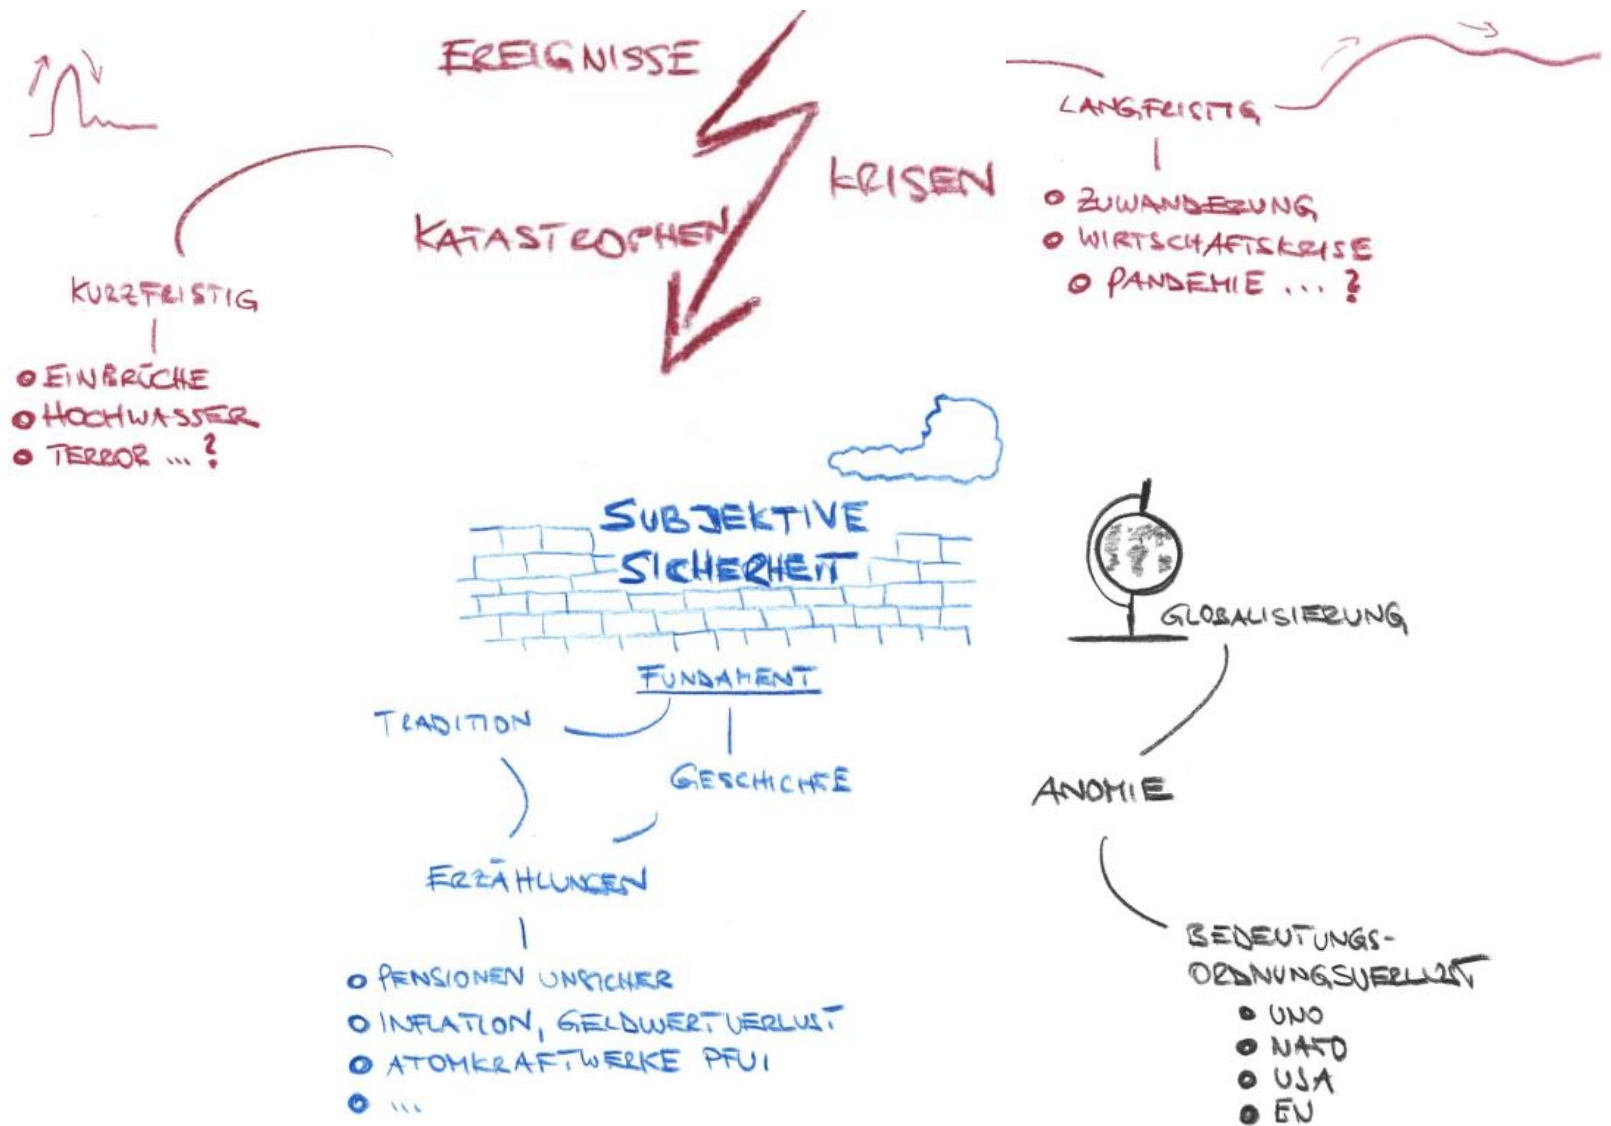 EREIGNISSE
KRISEN
KATASTROPHEN
KURZFRISTIG
EINBRÜCHE
HOCHWASSER
TERROR ... ?
LANGFRISTIG
ZUWANDERUNG
WIRTSCHAFTSKRISE
PANDEMIE ... ?
SUBJEKTIVE
SICHERHEIT
FUNDAMENT
TRADITION
GESCHICHTE
ERZÄHLUNGEN
PENSIONEN UNSICHER
INFLATION, GELDWERTVERLUST
ATOMKRAFTWERKE PFUI
...
GLOBALISIERUNG
ANOMIE
BEDEUTUNGS-
ORDNUNGSVERLUST
UNO
NATO
USA
EU